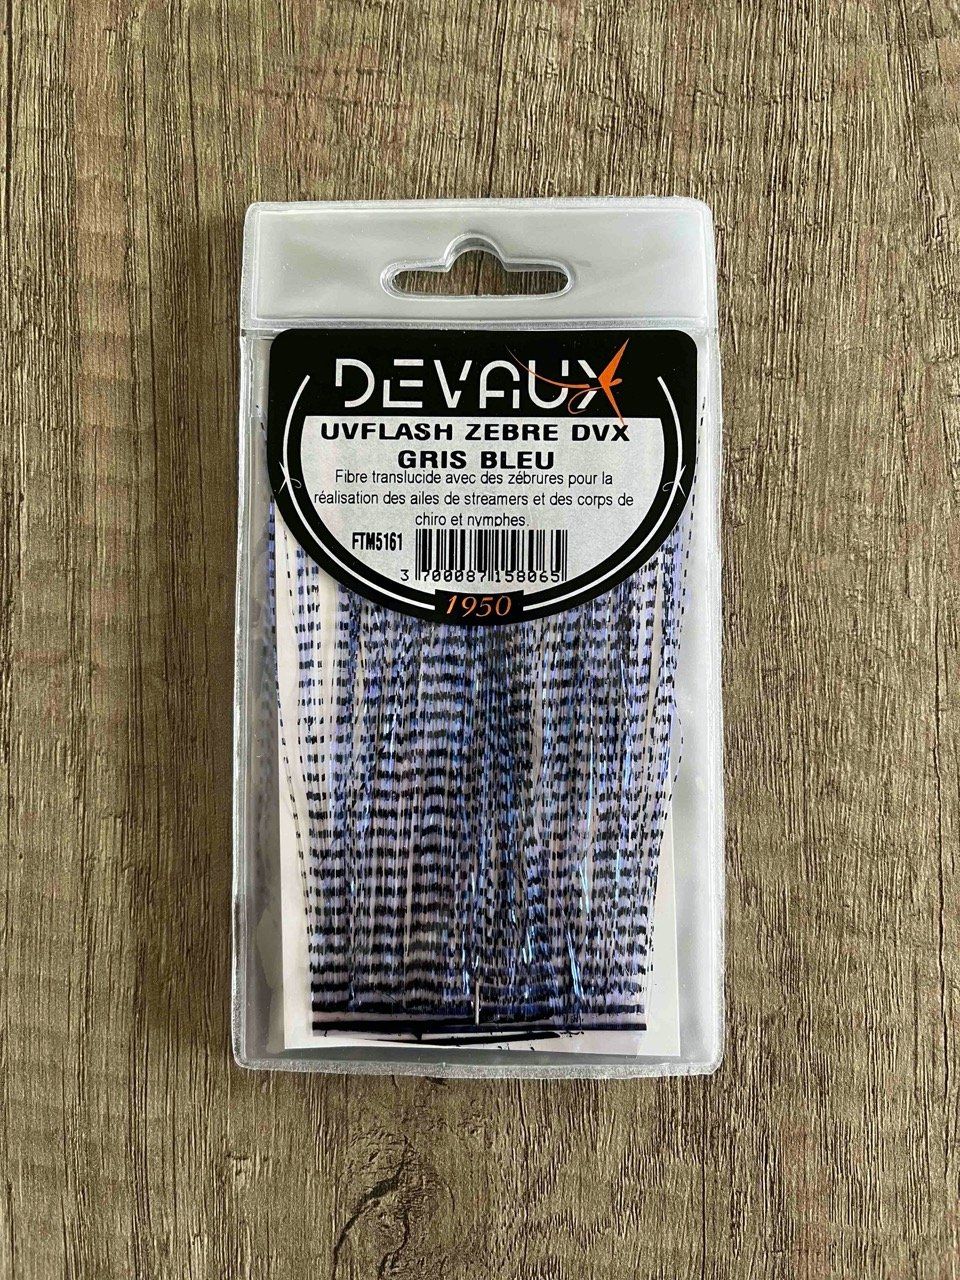 DEVAUX
UVFLASH ZEBRE DVX
GRIS BLEU
Fibre translucide avec des zébrures pour la
réalisation des ailes de streamers et des corps de
chiro et nymphes.
FTM5161
3 700087 158065
1950